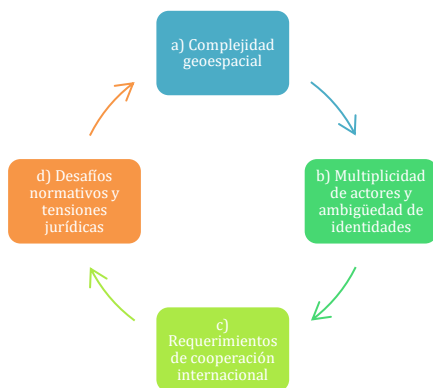 a) Complejidad
geoespacial
b) Multiplicidad
de actores y
ambigüedad de
identidades
c)
Requerimientos
de cooperación
internacional
d) Desafíos
normativos y
tensiones
jurídicas